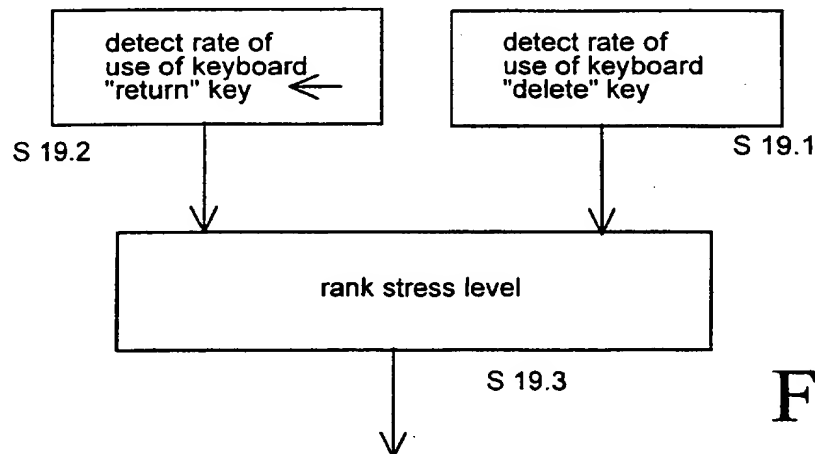 detect rate of
use of keyboard
"return" key
S 19.2
detect rate of
use of keyboard
"delete" key
S 19.1
rank stress level
S 19.3
F